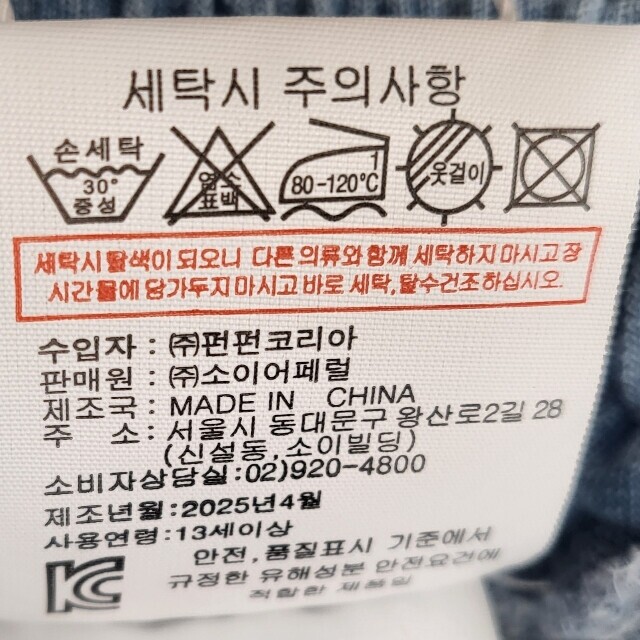 세탁시 주의사항
손세탁
30°
중성
염소
표백
1
80-120℃
옷걸이
세탁시 탈색이 되오니 다른 의류와 함께 세탁하지 마시고 장
시간 물에 담가두지 마시고 바로 세탁, 탈수건조하십시오.
수입자 : ㈜펀펀코리아
판매원 : ㈜소이어페럴
제조국 : MADE IN CHINA
주 소 : 서울시 동대문구 왕산로2길 28
(신설동, 소이빌딩)
소비자상담실:02)920-4800
제조년월:2025년4월
사용연령:13세이상
안전,품질표시 기준에서
규정한 유해성분 안전요건에
적합한 제품임
KC